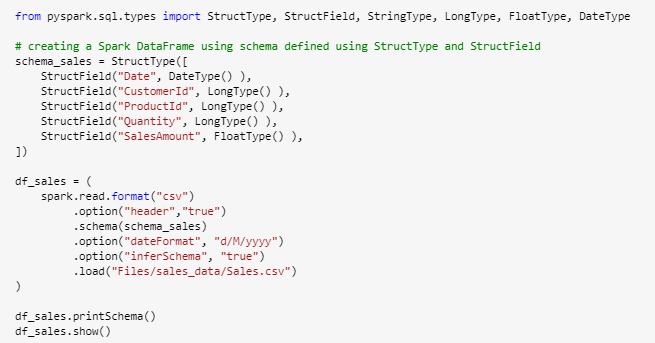 from pyspark.sql.types import StructType, StructField, StringType, LongType, FloatType, DateType
# creating a Spark DataFrame using schema defined using StructType and StructField
schema_sales = StructType([
    StructField("Date", DateType() ),
    StructField("CustomerId", LongType() ),
    StructField("ProductId", LongType() ),
    StructField("Quantity", LongType() ),
    StructField("SalesAmount", FloatType() ),
])
df_sales = (
    spark.read.format("csv")
         .option("header","true")
         .schema(schema_sales)
         .option("dateFormat", "d/M/yyyy")
         .option("inferSchema", "true")
         .load("Files/sales_data/Sales.csv")
)
df_sales.printSchema()
df_sales.show()